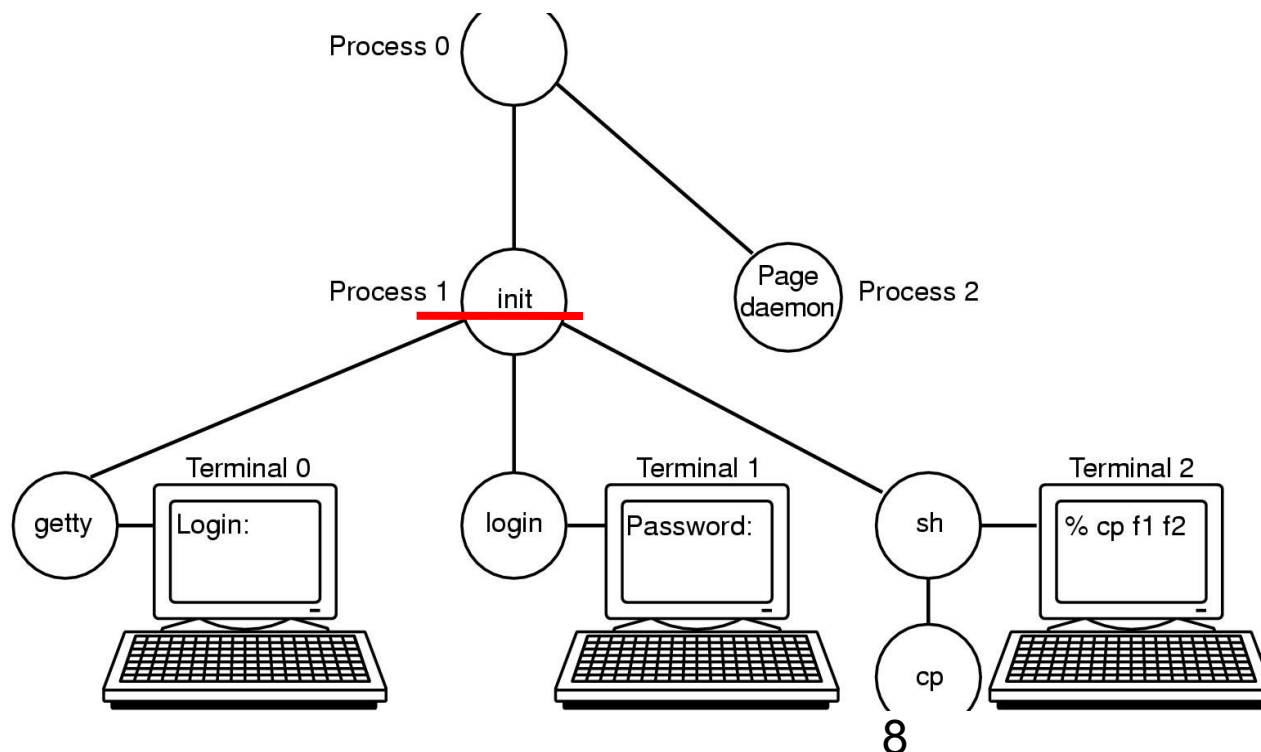 Process 0
Process 1
init
Page
daemon
Process 2
Terminal 0
Terminal 1
Terminal 2
getty
Login:
login
Password:
sh
% cp f1 f2
cp
8